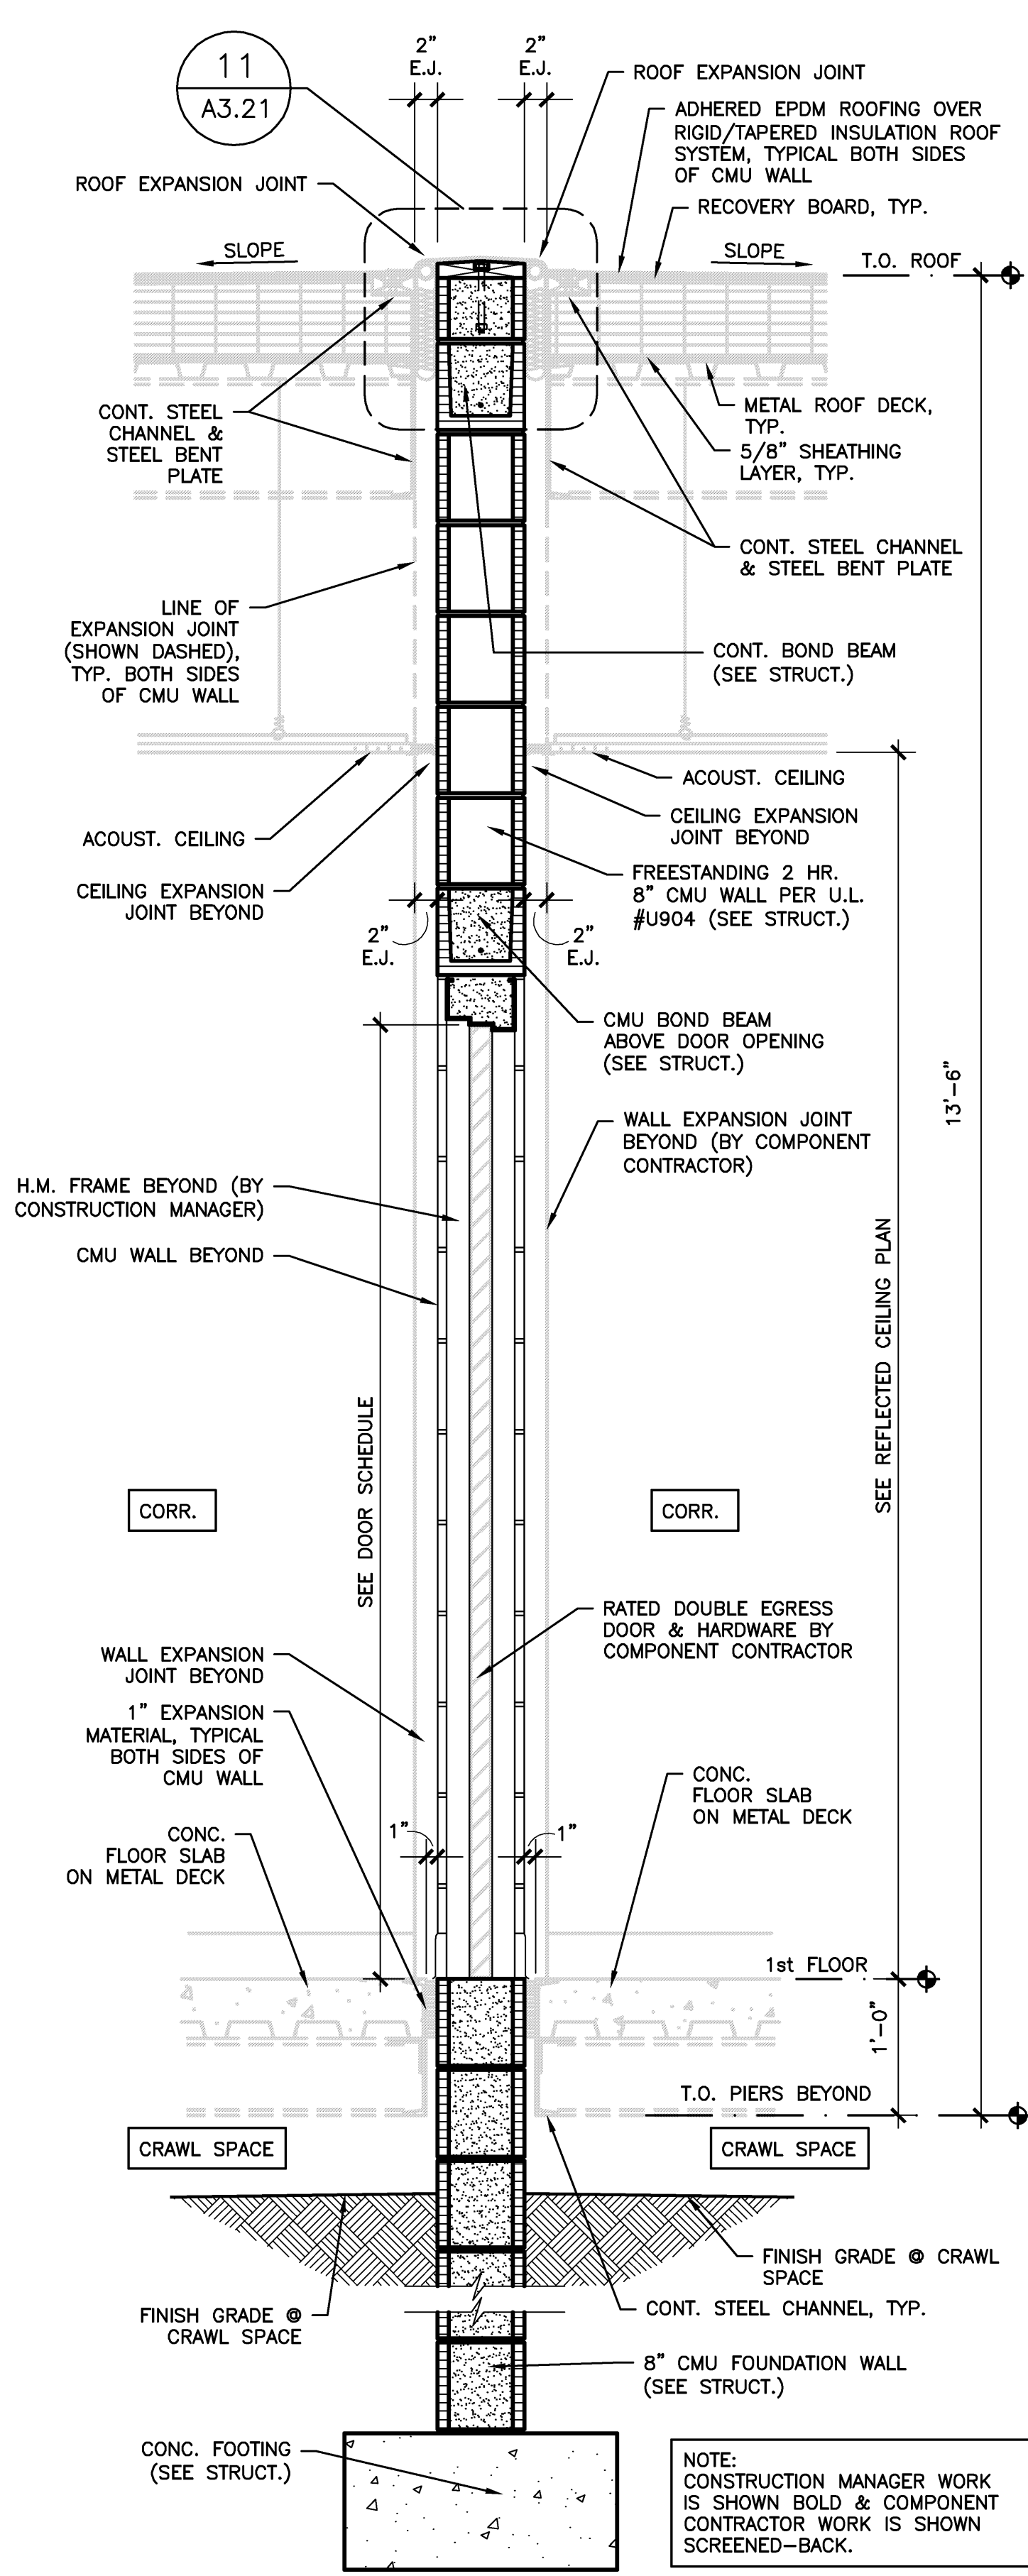 11
A3.21
2"
E.J.
2"
E.J.
ROOF EXPANSION JOINT
ADHERED EPDM ROOFING OVER
RIGID/TAPERED INSULATION ROOF
SYSTEM, TYPICAL BOTH SIDES
OF CMU WALL
ROOF EXPANSION JOINT
RECOVERY BOARD, TYP.
SLOPE
SLOPE
T.O. ROOF
CONT. STEEL
CHANNEL &
STEEL BENT
PLATE
METAL ROOF DECK,
TYP.
5/8" SHEATHING
LAYER, TYP.
CONT. STEEL CHANNEL
& STEEL BENT PLATE
LINE OF
EXPANSION JOINT
(SHOWN DASHED),
TYP. BOTH SIDES
OF CMU WALL
CONT. BOND BEAM
(SEE STRUCT.)
ACOUST. CEILING
ACOUST. CEILING
CEILING EXPANSION
JOINT BEYOND
CEILING EXPANSION
JOINT BEYOND
FREESTANDING 2 HR.
8" CMU WALL PER U.L.
#U904 (SEE STRUCT.)
2"
E.J.
2"
E.J.
CMU BOND BEAM
ABOVE DOOR OPENING
(SEE STRUCT.)
13'-6"
WALL EXPANSION JOINT
BEYOND (BY COMPONENT
CONTRACTOR)
H.M. FRAME BEYOND (BY
CONSTRUCTION MANAGER)
CMU WALL BEYOND
SEE REFLECTED CEILING PLAN
SEE DOOR SCHEDULE
CORR.
CORR.
RATED DOUBLE EGRESS
DOOR & HARDWARE BY
COMPONENT CONTRACTOR
WALL EXPANSION
JOINT BEYOND
1" EXPANSION
MATERIAL, TYPICAL
BOTH SIDES OF
CMU WALL
CONC.
FLOOR SLAB
ON METAL DECK
CONC.
FLOOR SLAB
ON METAL DECK
1"
1"
1st FLOOR
1'-0"
T.O. PIERS BEYOND
CRAWL SPACE
CRAWL SPACE
FINISH GRADE @ CRAWL
SPACE
FINISH GRADE @
CRAWL SPACE
CONT. STEEL CHANNEL, TYP.
8" CMU FOUNDATION WALL
(SEE STRUCT.)
CONC. FOOTING
(SEE STRUCT.)
NOTE:
CONSTRUCTION MANAGER WORK
IS SHOWN BOLD & COMPONENT
CONTRACTOR WORK IS SHOWN
SCREENED-BACK.